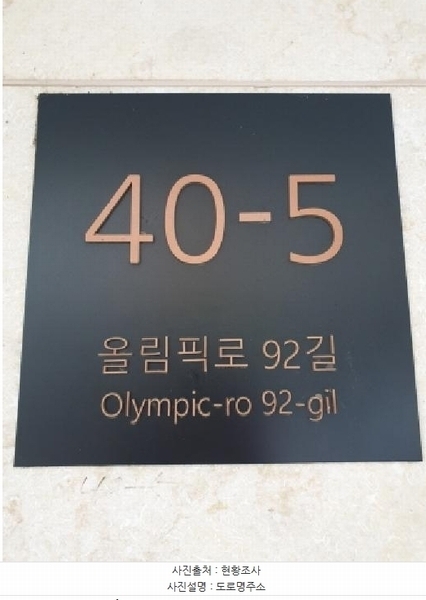 40-5
올림픽로 92길
Olympic-ro 92-gil
사진출처 : 현황조사
사진설명 : 도로명주소